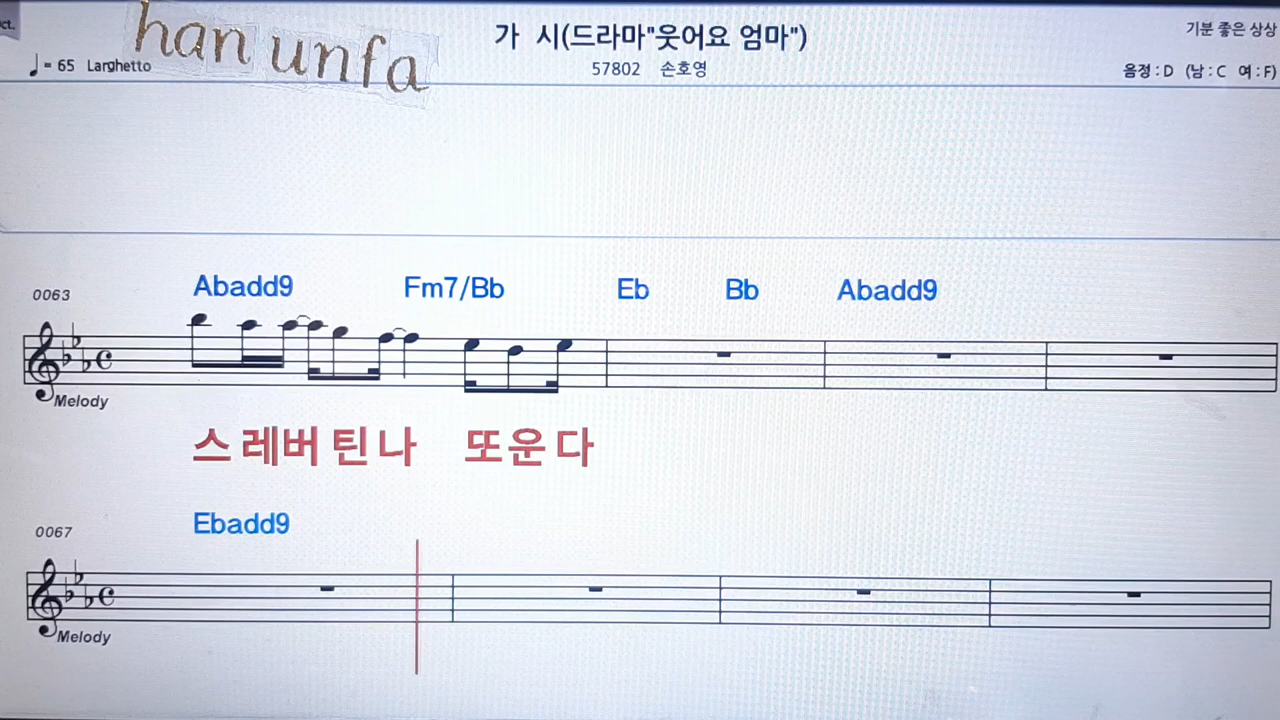 ct.
han unfa
가 시(드라마"웃어요 엄마")
기분 좋은 상상
♩ = 65 Larghetto
57802 손호영
음정 : D (남 : C 여 : F)
Abadd9 Fm7/Bb Eb Bb Abadd9
0063
Melody
스 레버 틴 나 또 운 다
Ebadd9
0067
Melody